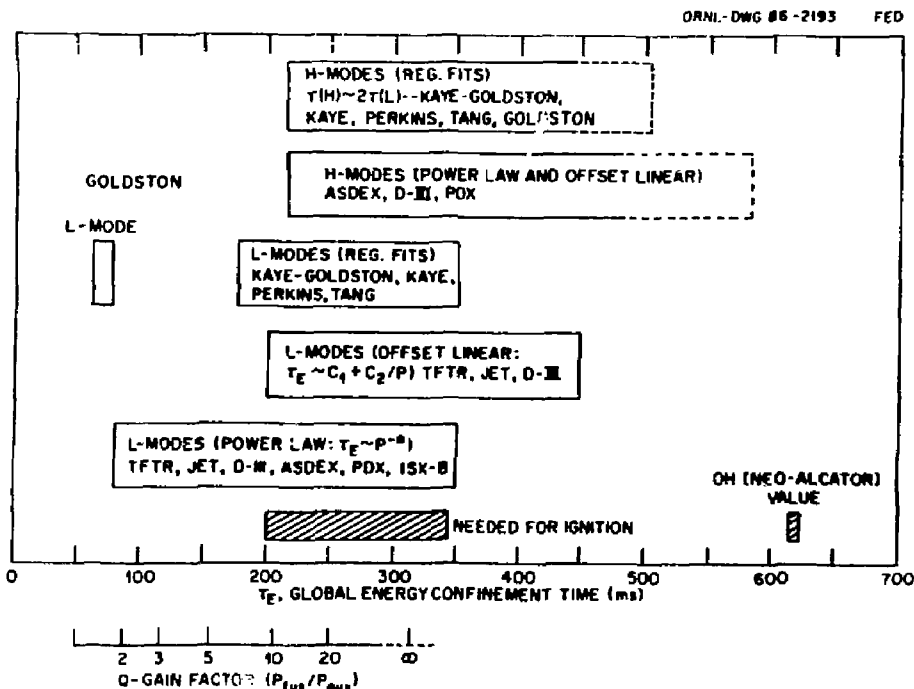 ORNL-DWG 86-2193 FED
H-MODES (REG. FITS)
τ(H)~2τ(L)--KAYE-GOLDSTON,
KAYE, PERKINS, TANG, GOLDSTON
H-MODES (POWER LAW AND OFFSET LINEAR)
ASDEX, D-III, PDX
GOLDSTON
L-MODE
L-MODES (REG. FITS)
KAYE-GOLDSTON, KAYE,
PERKINS, TANG
L-MODES (OFFSET LINEAR:
τE ~ C1 + C2/P) TFTR, JET, D-III
L-MODES (POWER LAW: τE~P-α)
TFTR, JET, D-III, ASDEX, PDX, ISX-B
OH (NEO-ALCATOR)
VALUE
NEEDED FOR IGNITION
0 100 200 300 400 500 600 700
τE, GLOBAL ENERGY CONFINEMENT TIME (ms)
2 3 5 10 20 ∞
Q-GAIN FACTOR (Pfus/Paux)